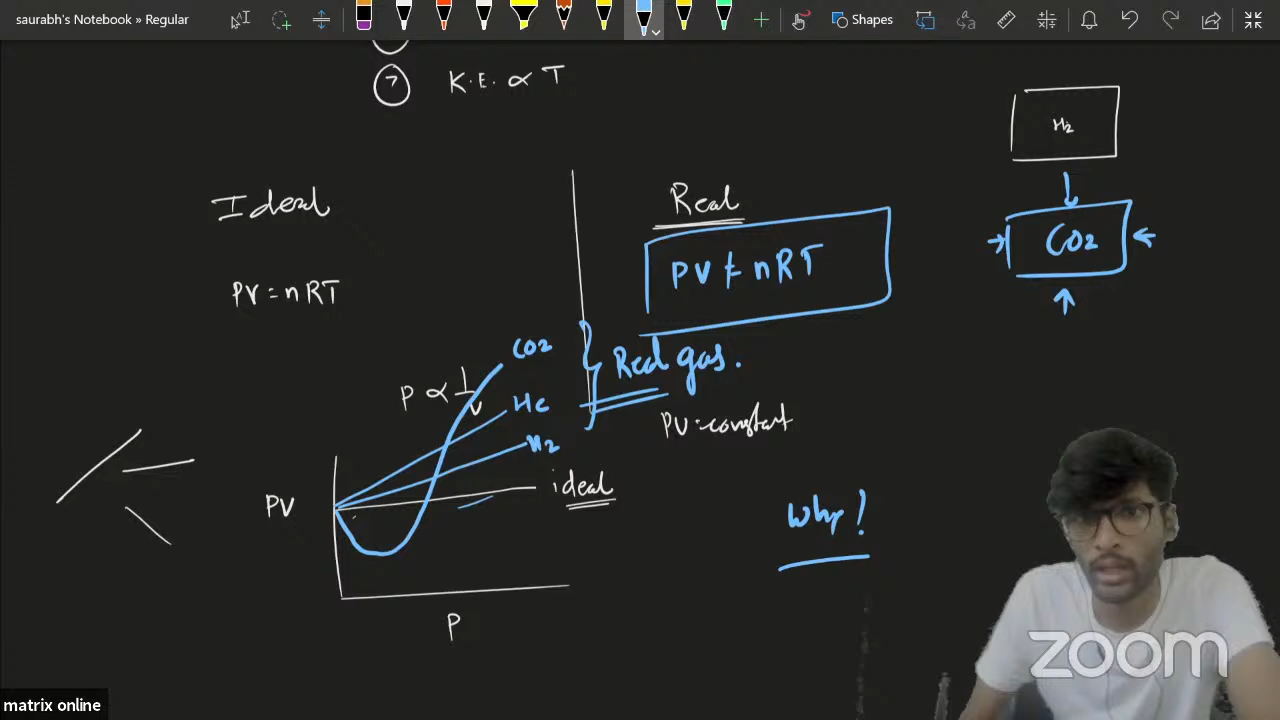 saurabh's Notebook » Regular
Shapes
7 K.E. ∝ T
H2
Ideal
Real
PV ≠ nRT
CO2
PV = nRT
CO2
Real gas.
P ∝ 1/V
He
PV = constant
H2
ideal
PV
Why!
P
zoom
matrix online